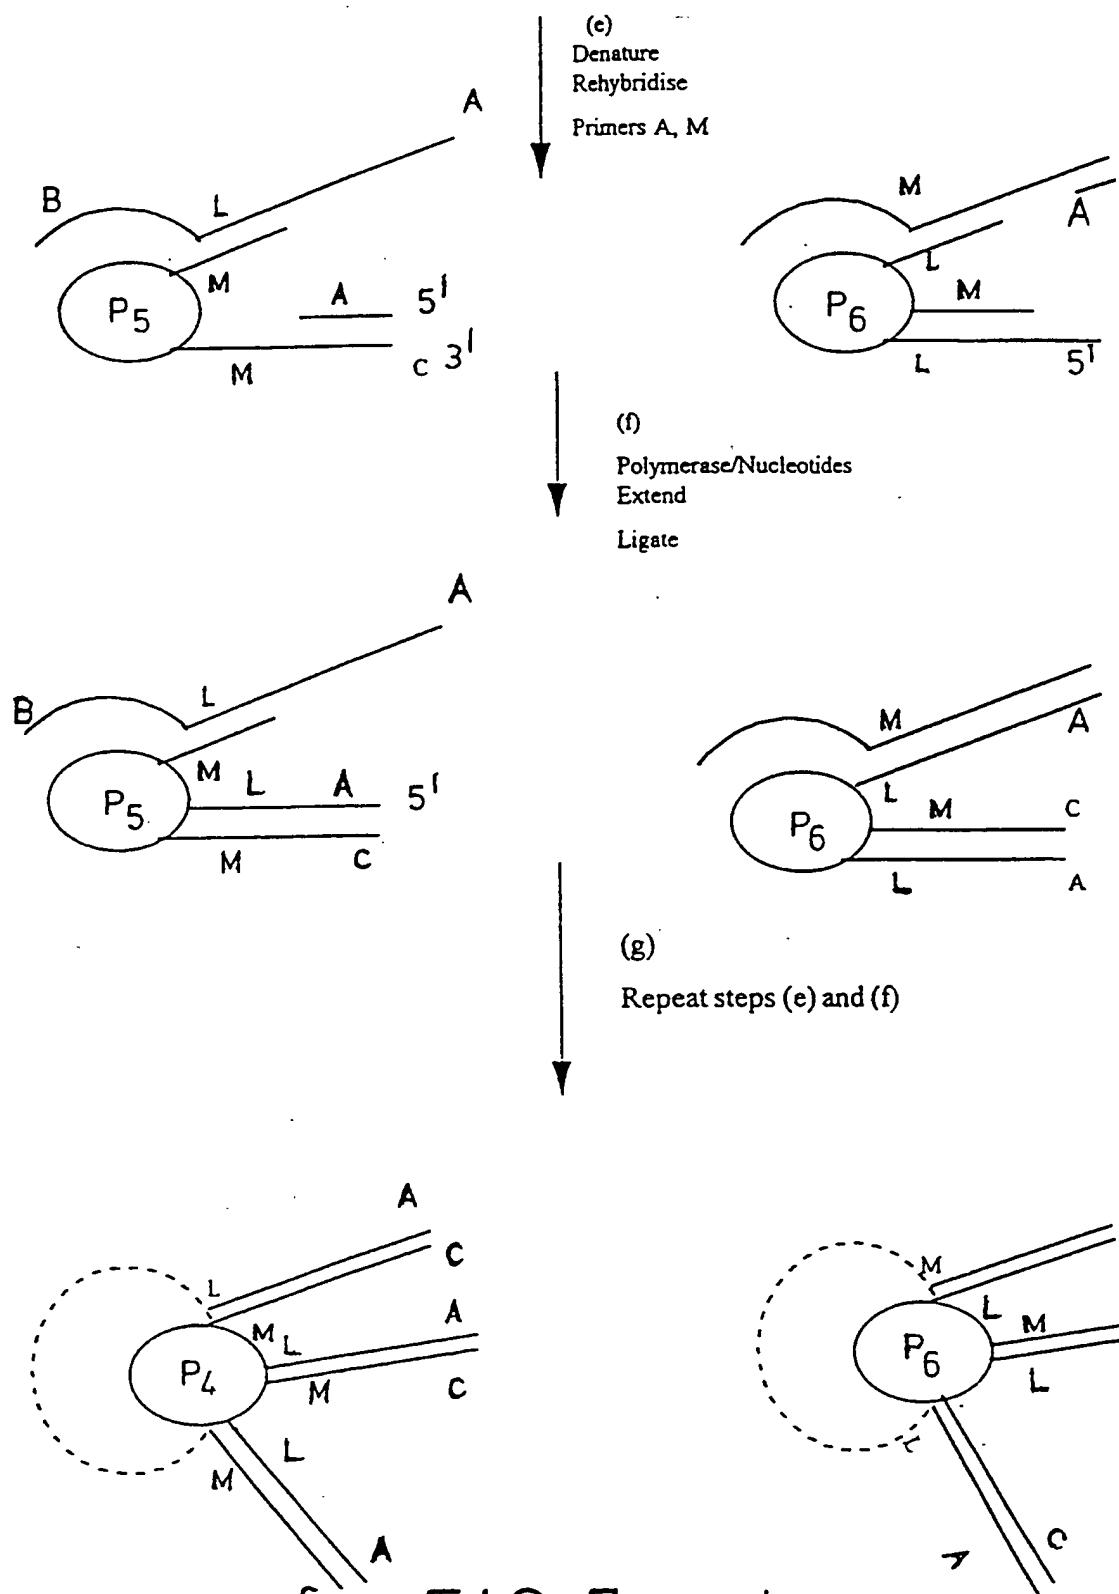 (e)
Denature
Rehybridise
Primers A, M
A
B
L
M
P5
A
5'
M
C 3'
M
A
L
P6
M
L
5'
(f)
Polymerase/Nucleotides
Extend
Ligate
A
B
L
M
P5
L
A
5'
M
C
M
A
L
P6
M
C
L
A
(g)
Repeat steps (e) and (f)
A
C
L
A
M
L
P4
M
C
L
M
A
M
L
P6
M
L
L
C
A